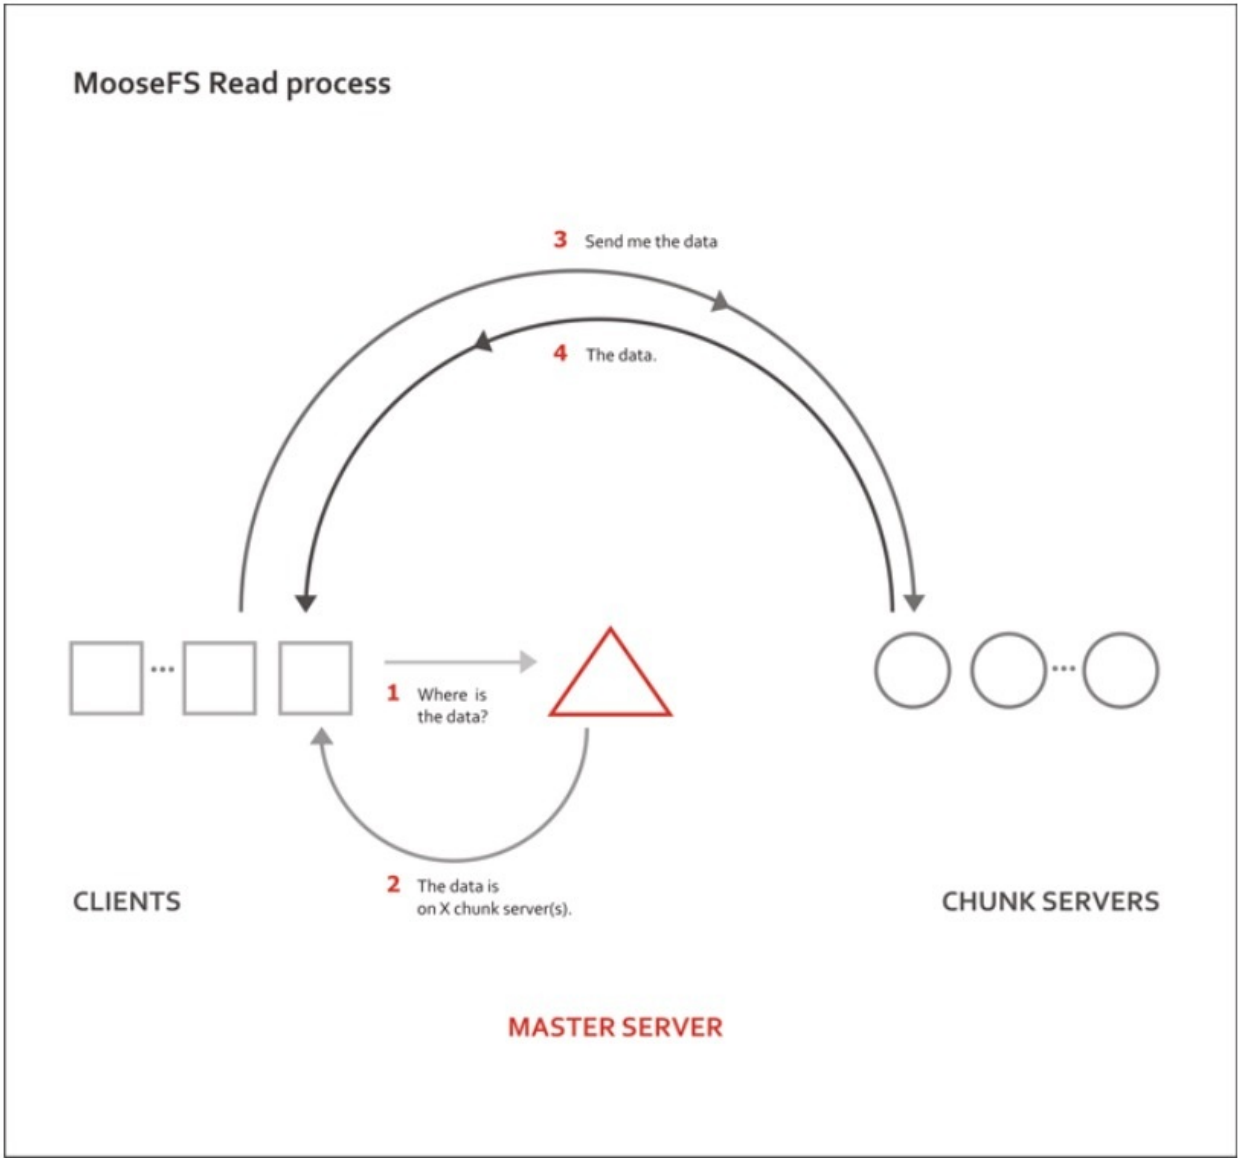 MooseFS Read process
3 Send me the data
4 The data.
1 Where is
the data?
2 The data is
on X chunk server(s).
CLIENTS
CHUNK SERVERS
MASTER SERVER